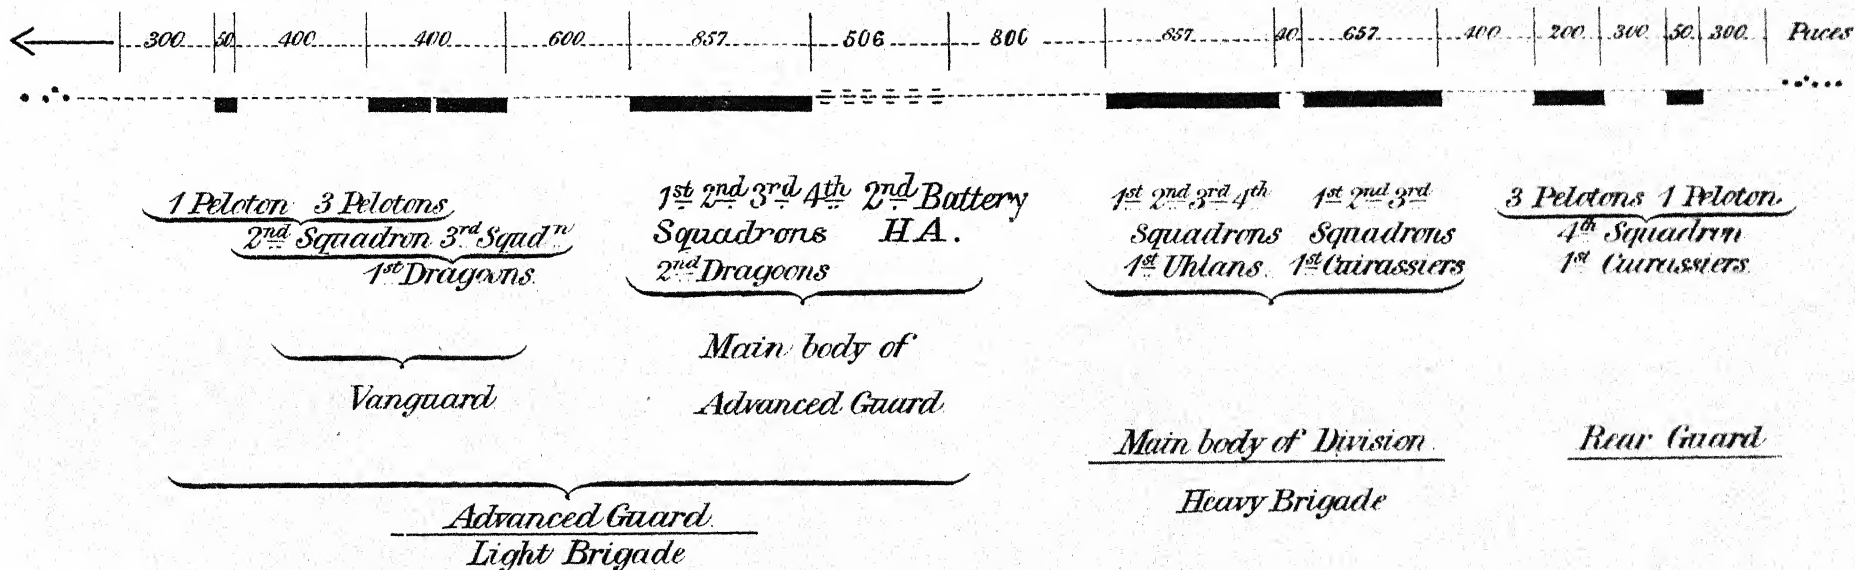 300 50 400 400 600 857 506 800 857 40 657 400 200 300 50 300 Paces
1 Peloton 3 Pelotons
2nd Squadron 3rd Squadn
1st Dragoons.
Vanguard
1st 2nd 3rd 4th 2nd Battery
Squadrons H A.
2nd Dragoons
Main body of
Advanced Guard
Advanced Guard.
Light Brigade
1st 2nd 3rd 4th 1st 2nd 3rd
Squadrons Squadrons
1st Uhlans. 1st Cuirassiers
Main body of Division.
Heavy Brigade
3 Pelotons 1 Peloton.
4th Squadron
1st Cuirassiers.
Rear Guard